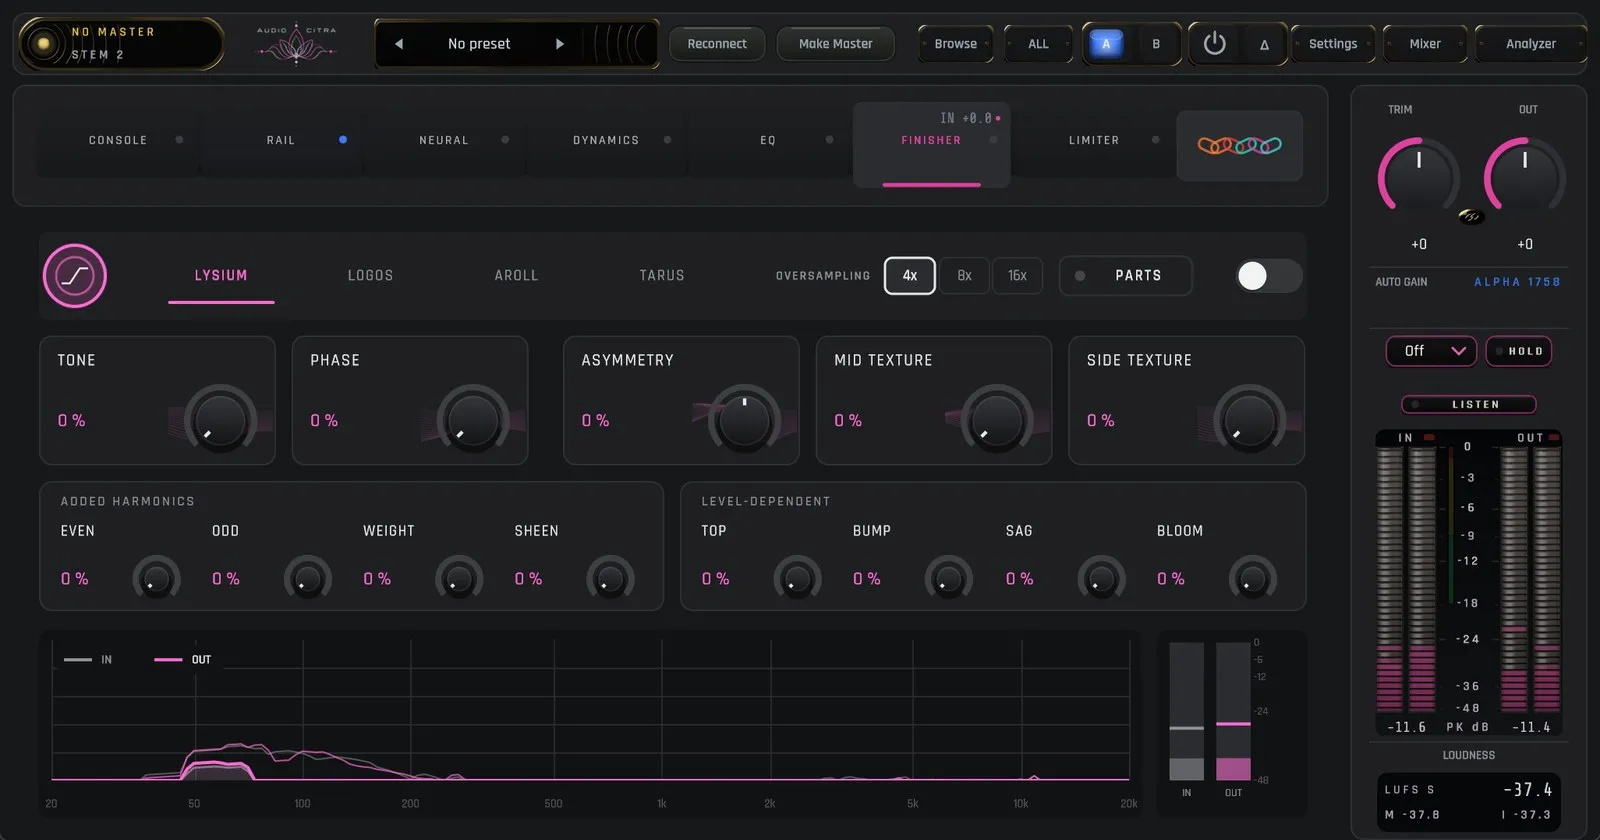 NO MASTER
STEM 2
AUDIO CITRA
No preset
Reconnect
Make Master
Browse
ALL
A
B
Δ
Settings
Mixer
Analyzer
CONSOLE
RAIL
NEURAL
DYNAMICS
EQ
IN +0.0
FINISHER
LIMITER
TRIM
OUT
+0
+0
AUTO GAIN
ALPHA 1758
Off
HOLD
LISTEN
LYSIUM
LOGOS
AROLL
TARUS
OVERSAMPLING
4x
8x
16x
PARTS
TONE
0 %
PHASE
0 %
ASYMMETRY
0 %
MID TEXTURE
0 %
SIDE TEXTURE
0 %
ADDED HARMONICS
EVEN
0 %
ODD
0 %
WEIGHT
0 %
SHEEN
0 %
LEVEL-DEPENDENT
TOP
0 %
BUMP
0 %
SAG
0 %
BLOOM
0 %
IN
OUT
20
50
100
200
500
1k
2k
5k
10k
20k
0
-6
-12
-24
-48
IN
OUT
IN
OUT
0
-3
-6
-9
-12
-18
-24
-36
-48
-11.6 PK dB -11.4
LOUDNESS
LUFS S -37.4
M -37.8 I -37.3